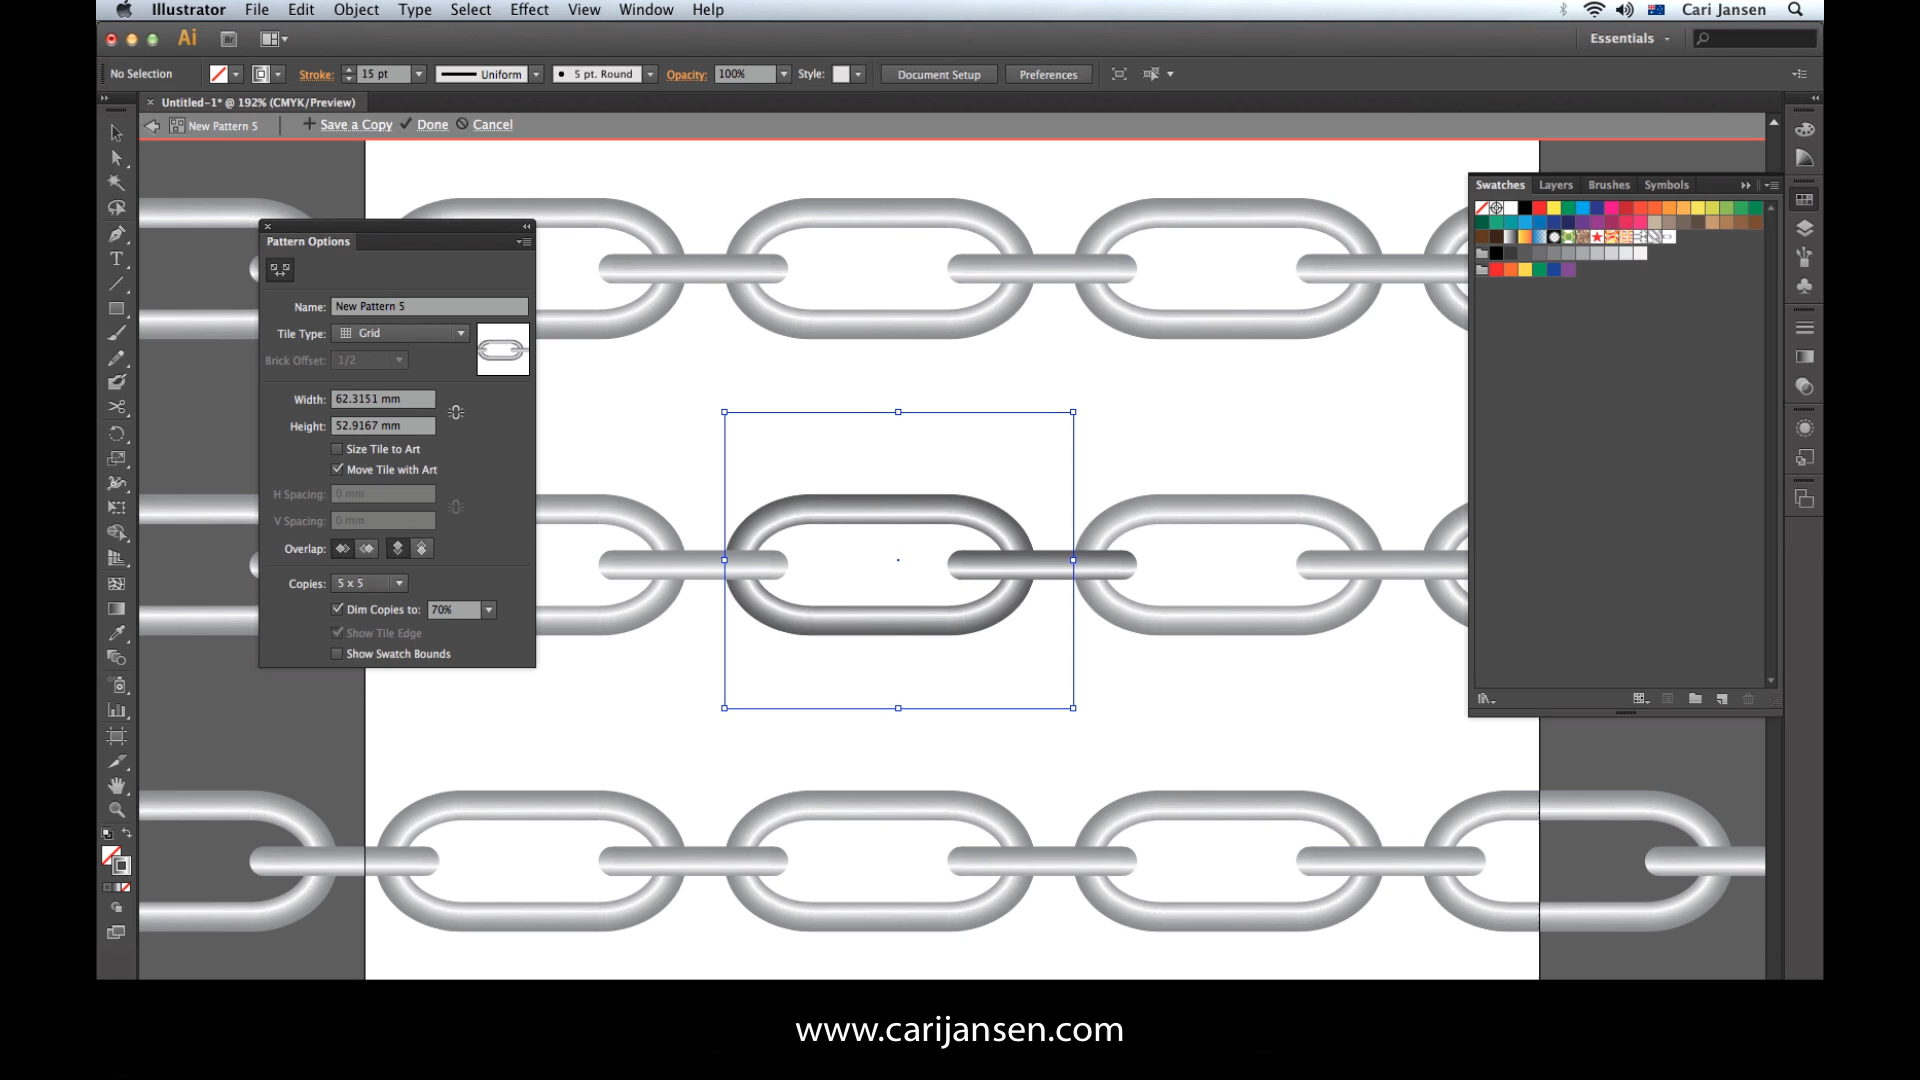 Illustrator File Edit Object Type Select Effect View Window Help Cari Jansen
Ai Br Essentials
No Selection Stroke: 15 pt Uniform 5 pt. Round Opacity: 100% Style: Document Setup Preferences
Untitled-1* @ 192% (CMYK/Preview)
New Pattern 5 Save a Copy Done Cancel
Swatches Layers Brushes Symbols
Pattern Options
Name: New Pattern 5
Tile Type: Grid
Brick Offset: 1/2
Width: 62.3151 mm
Height: 52.9167 mm
Size Tile to Art
Move Tile with Art
H Spacing: 0 mm
V Spacing: 0 mm
Overlap:
Copies: 5 x 5
Dim Copies to: 70%
Show Tile Edge
Show Swatch Bounds
www.carijansen.com